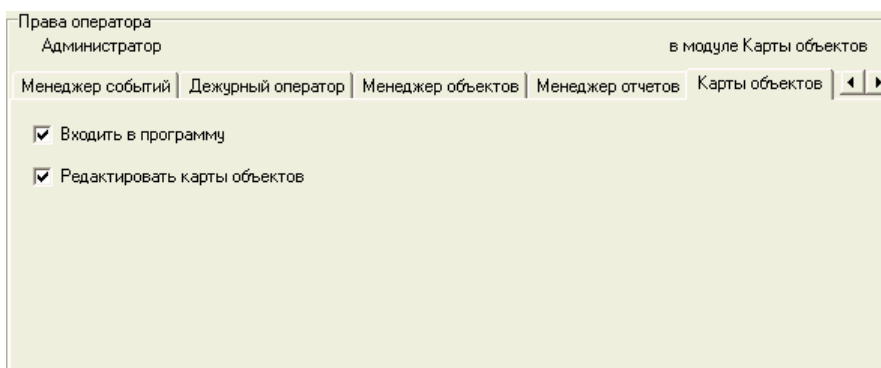 Права оператора
Администратор в модуле Карты объектов
Менеджер событий Дежурный оператор Менеджер объектов Менеджер отчетов Карты объектов
Входить в программу
Редактировать карты объектов